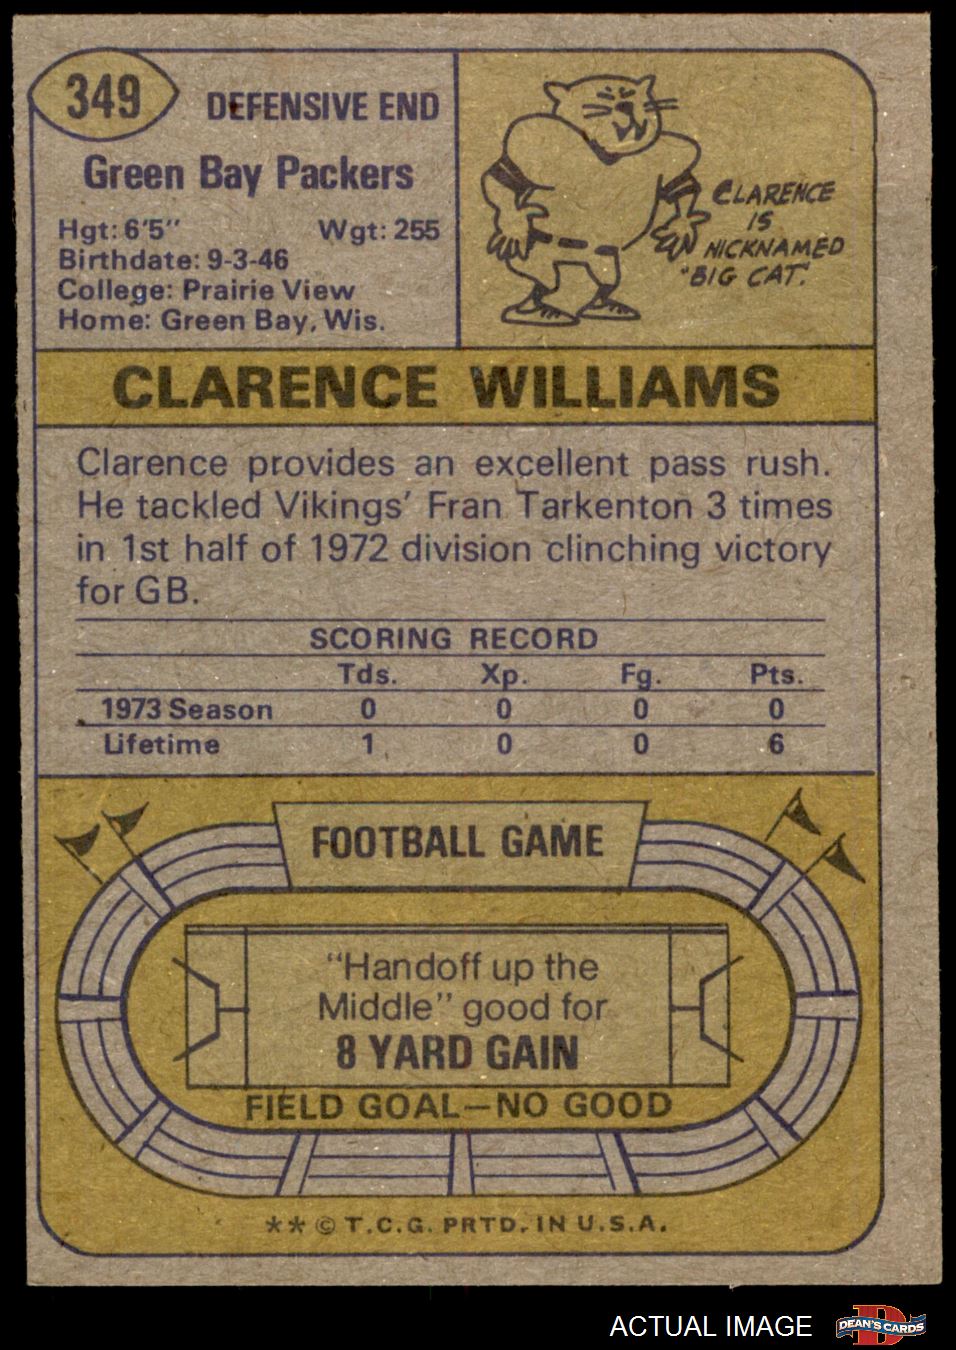 349
DEFENSIVE END
Green Bay Packers
Hgt: 6'5" Wgt: 255
Birthdate: 9-3-46
College: Prairie View
Home: Green Bay, Wis.
CLARENCE
IS
NICKNAMED
"BIG CAT."
CLARENCE WILLIAMS
Clarence provides an excellent pass rush.
He tackled Vikings' Fran Tarkenton 3 times
in 1st half of 1972 division clinching victory
for GB.
SCORING RECORD
Tds. Xp. Fg. Pts.
1973 Season 0 0 0 0
Lifetime 1 0 0 6
FOOTBALL GAME
"Handoff up the
Middle" good for
8 YARD GAIN
FIELD GOAL—NO GOOD
** © T.C.G. PRTD. IN U.S.A.
ACTUAL IMAGE
D
DEAN'S CARDS